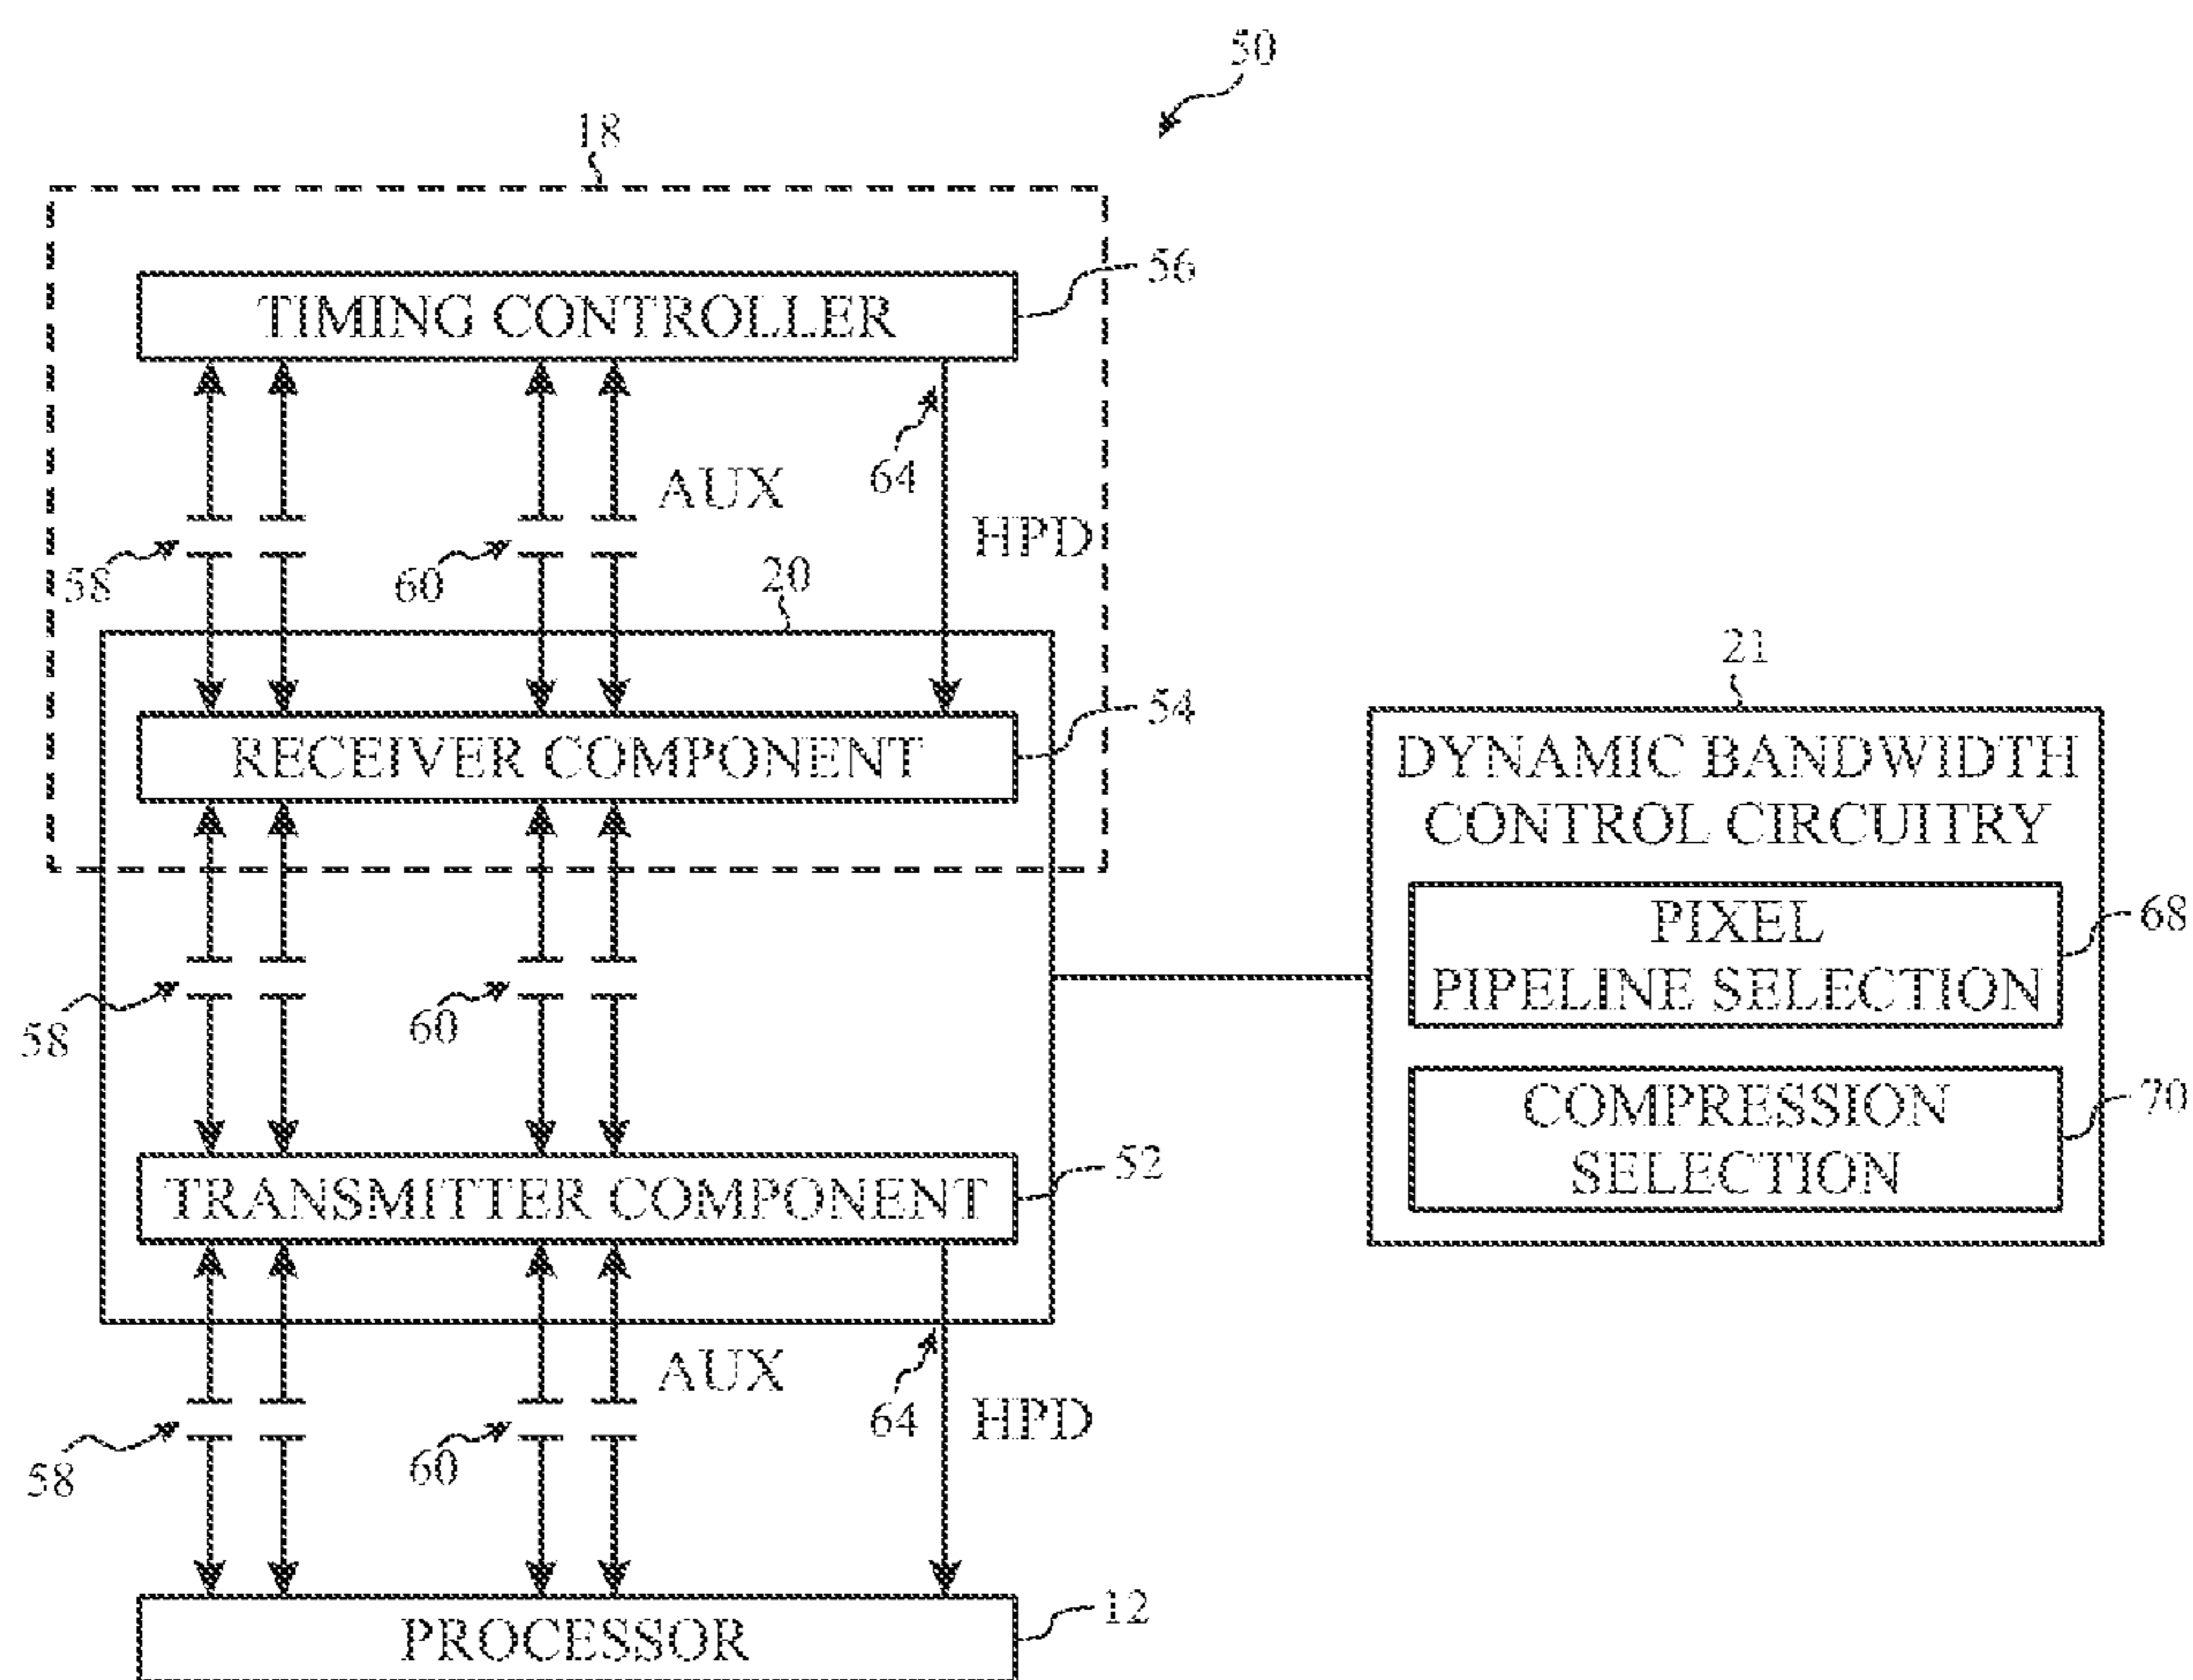 50
18
TIMING CONTROLLER
56
64
AUX
HPD
58
60
20
21
RECEIVER COMPONENT
54
DYNAMIC BANDWIDTH
CONTROL CIRCUITRY
PIXEL
PIPELINE SELECTION
68
58
60
COMPRESSION
SELECTION
70
TRANSMITTER COMPONENT
52
AUX
64
HPD
58
60
PROCESSOR
12